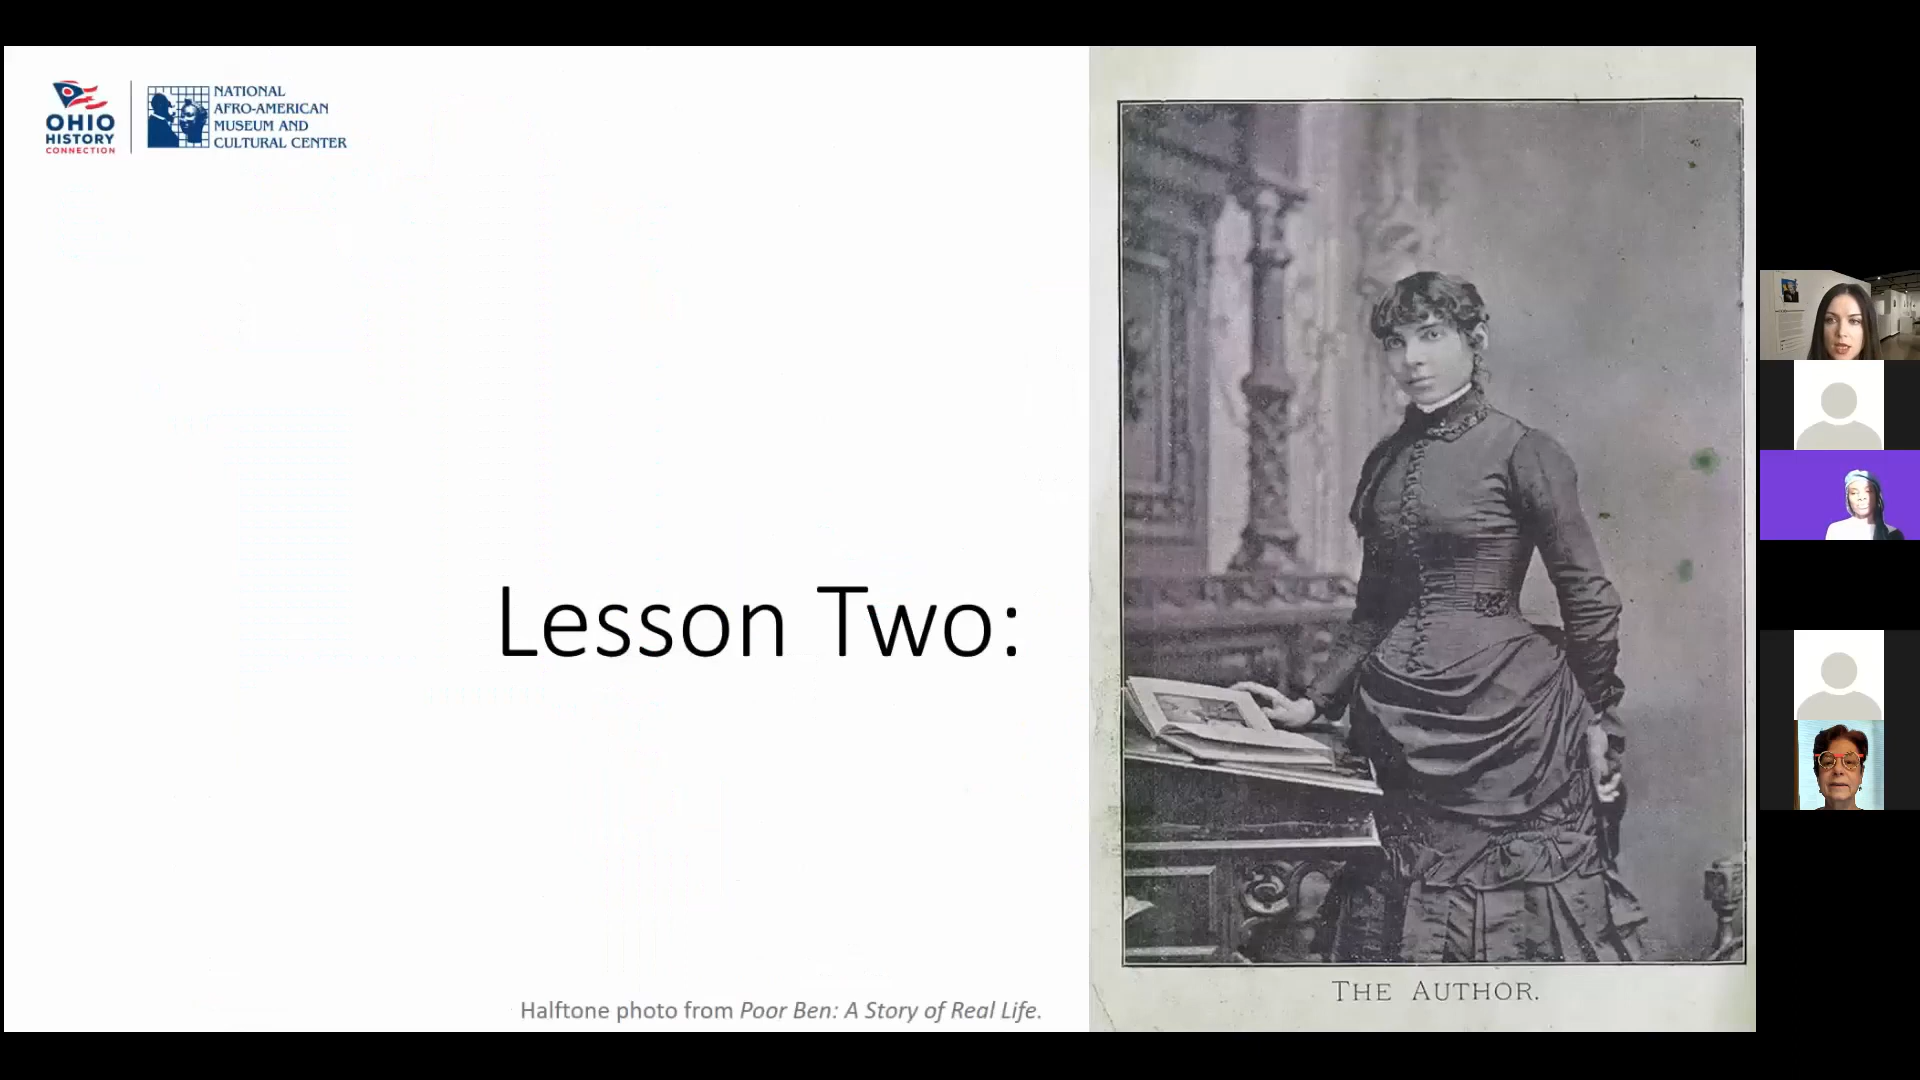 OHIO
HISTORY
CONNECTION
NATIONAL
AFRO-AMERICAN
MUSEUM AND
CULTURAL CENTER
Lesson Two:
Halftone photo from Poor Ben: A Story of Real Life.
THE AUTHOR.